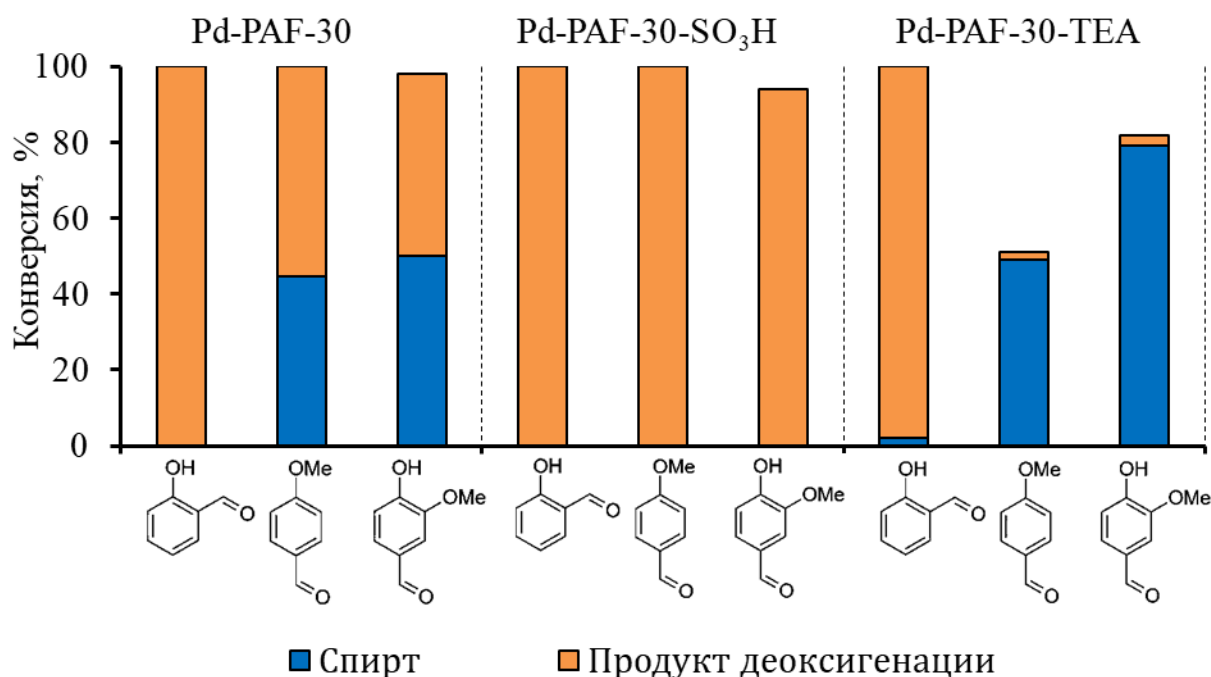 Pd-PAF-30 Pd-PAF-30-SO₃H Pd-PAF-30-TEA
Конверсия, %
100
80
60
40
20
0
OH O OMe O OH OMe O OH O OMe O OH OMe O OH O OMe O OH OMe O
Спирт Продукт деоксигенации